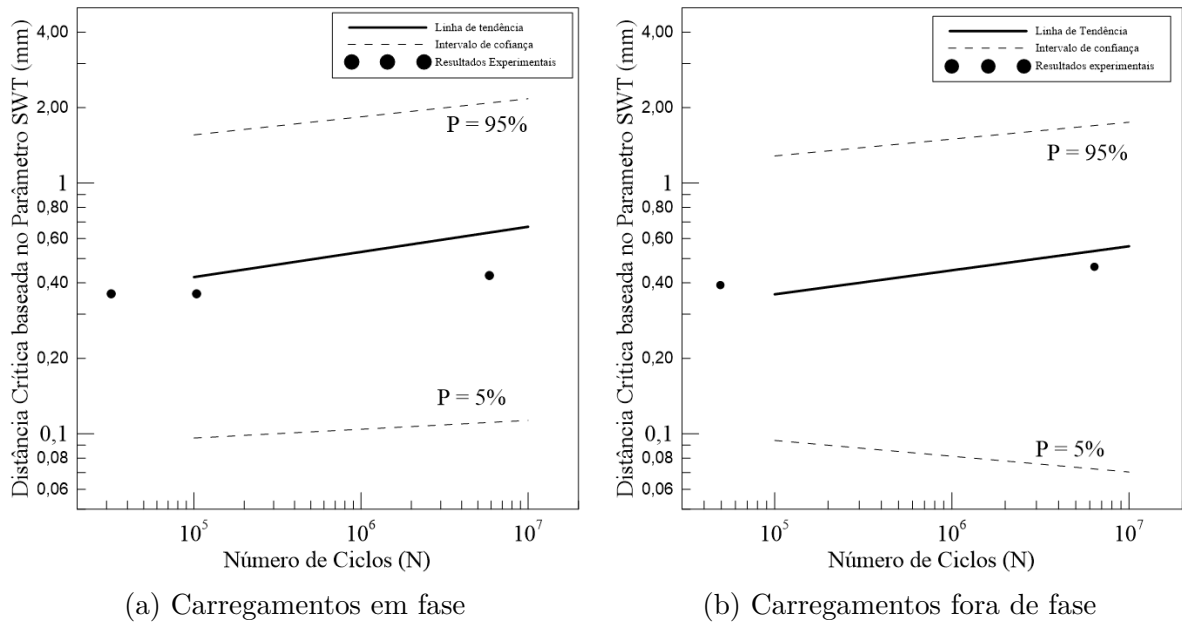 Distância Crítica baseada no Parâmetro SWT (mm)
4,00
2,00
1
0,80
0,60
0,40
0,20
0,1
0,08
0,06
Linha de tendência
Intervalo de cofiança
Resultados Experimentais
P = 95%
P = 5%
10^5
10^6
10^7
Número de Ciclos (N)
(a) Carregamentos em fase
Distância Crítica baseada no Parametro SWT (mm)
4,00
2,00
1
0,80
0,60
0,40
0,20
0,1
0,08
0,06
Linha de Tendência
Intervalo de cofiança
Resultados experimentais
P = 95%
P = 5%
10^5
10^6
10^7
Número de Ciclos (N)
(b) Carregamentos fora de fase